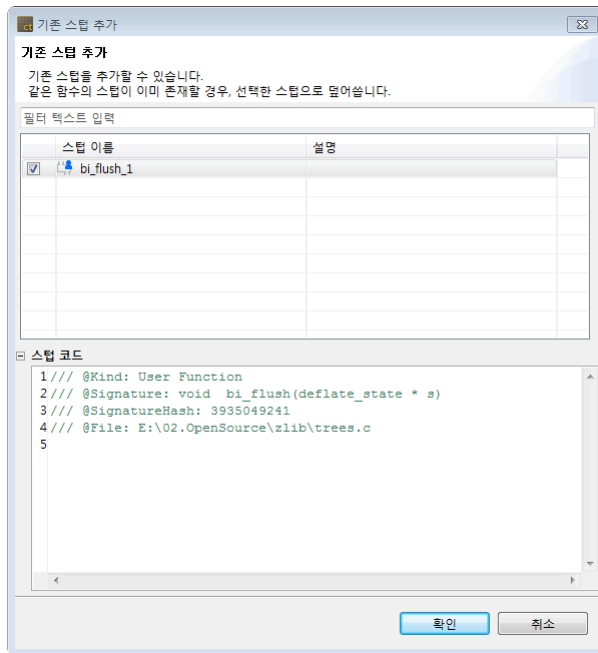 ct 기존 스텁 추가
기존 스텁 추가
기존 스텁을 추가할 수 있습니다.
같은 함수의 스텁이 이미 존재할 경우, 선택한 스텁으로 덮어씁니다.
필터 텍스트 입력
스텁 이름 설명
bi_flush_1
스텁 코드
1 /// @Kind: User Function
2 /// @Signature: void  bi_flush(deflate_state * s)
3 /// @SignatureHash: 3935049241
4 /// @File: E:\02.OpenSource\zlib\trees.c
5
확인 취소